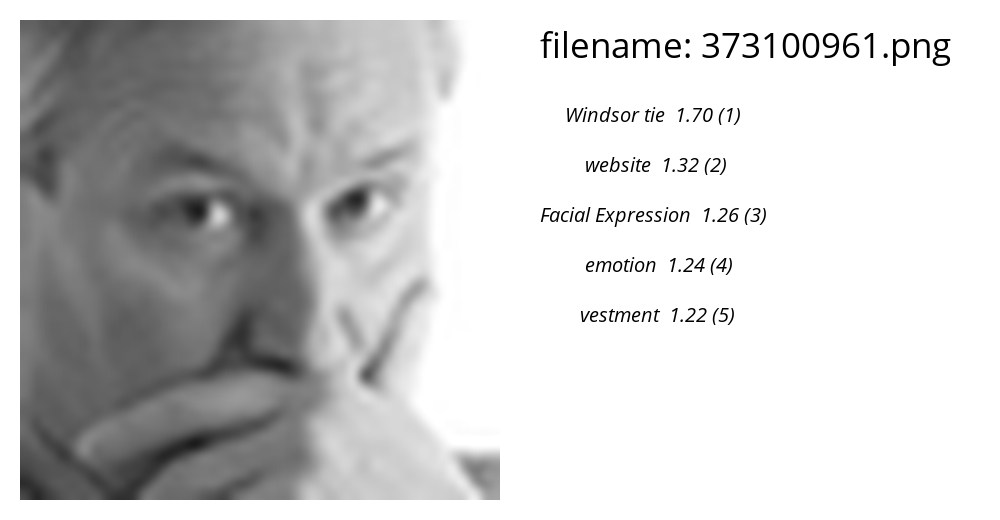 filename: 373100961.png
Windsor tie 1.70 (1)
website 1.32 (2)
Facial Expression 1.26 (3)
emotion 1.24 (4)
vestment 1.22 (5)